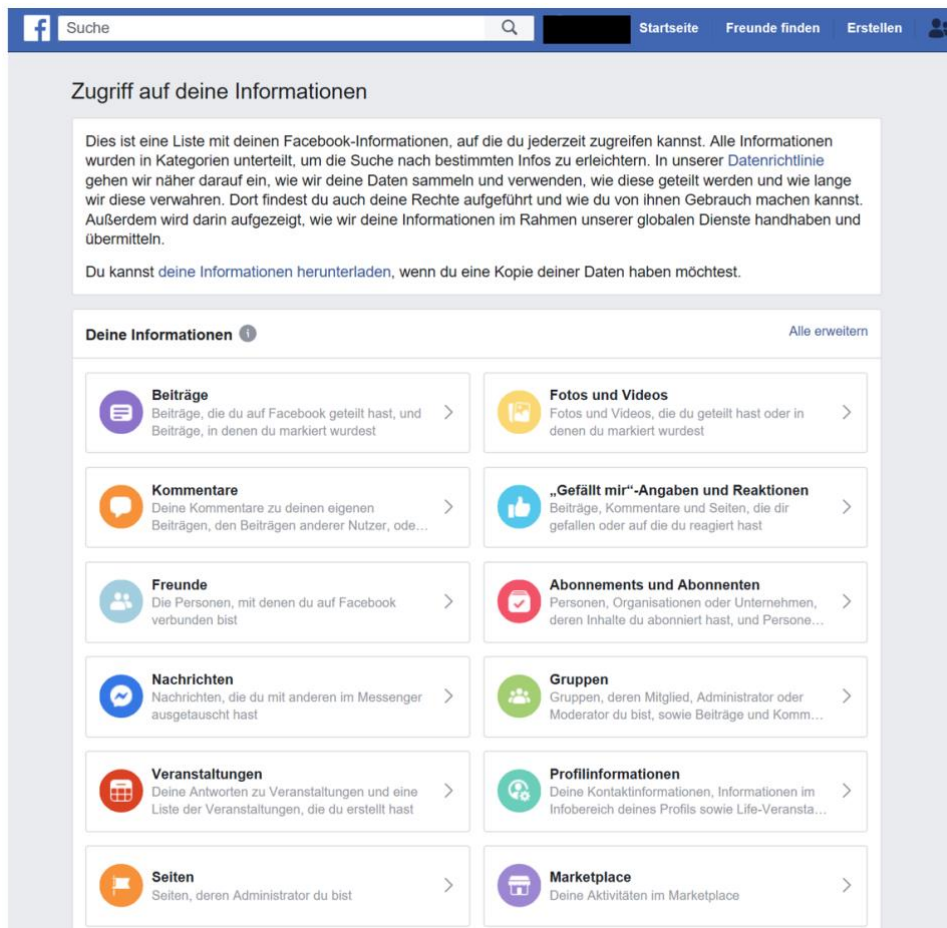 Suche
Startseite
Freunde finden
Erstellen
Zugriff auf deine Informationen
Dies ist eine Liste mit deinen Facebook-Informationen, auf die du jederzeit zugreifen kannst. Alle Informationen
wurden in Kategorien unterteilt, um die Suche nach bestimmten Infos zu erleichtern. In unserer Datenrichtlinie
gehen wir näher darauf ein, wie wir deine Daten sammeln und verwenden, wie diese geteilt werden und wie lange
wir diese verwahren. Dort findest du auch deine Rechte aufgeführt und wie du von ihnen Gebrauch machen kannst.
Außerdem wird darin aufgezeigt, wie wir deine Informationen im Rahmen unserer globalen Dienste handhaben und
übermitteln.
Du kannst deine Informationen herunterladen, wenn du eine Kopie deiner Daten haben möchtest.
Deine Informationen
Alle erweitern
Beiträge
Beiträge, die du auf Facebook geteilt hast, und
Beiträge, in denen du markiert wurdest
Fotos und Videos
Fotos und Videos, die du geteilt hast oder in
denen du markiert wurdest
Kommentare
Deine Kommentare zu deinen eigenen
Beiträgen, den Beiträgen anderer Nutzer, ode…
„Gefällt mir“-Angaben und Reaktionen
Beiträge, Kommentare und Seiten, die dir
gefallen oder auf die du reagiert hast
Freunde
Die Personen, mit denen du auf Facebook
verbunden bist
Abonnements und Abonnenten
Personen, Organisationen oder Unternehmen,
deren Inhalte du abonniert hast, und Persone…
Nachrichten
Nachrichten, die du mit anderen im Messenger
ausgetauscht hast
Gruppen
Gruppen, deren Mitglied, Administrator oder
Moderator du bist, sowie Beiträge und Komm…
Veranstaltungen
Deine Antworten zu Veranstaltungen und eine
Liste der Veranstaltungen, die du erstellt hast
Profilinformationen
Deine Kontaktinformationen, Informationen im
Infobereich deines Profils sowie Life-Veransta…
Seiten
Seiten, deren Administrator du bist
Marketplace
Deine Aktivitäten im Marketplace